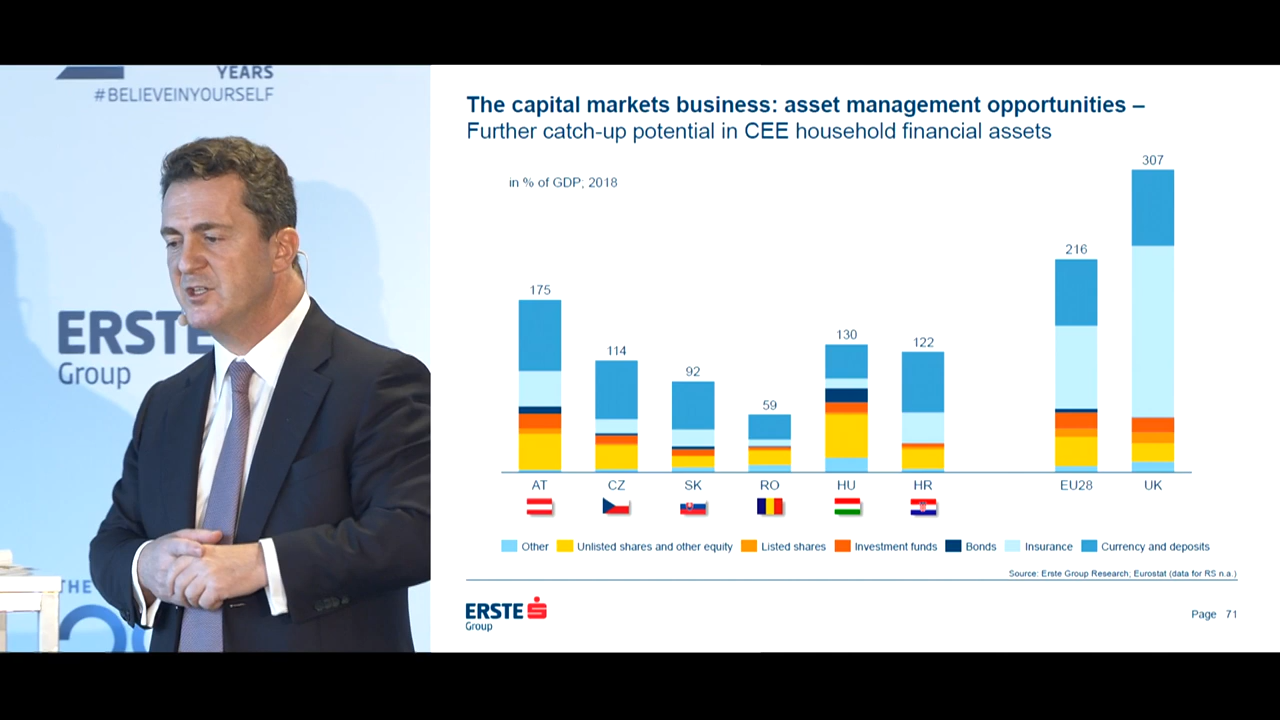 YEARS
#BELIEVEINYOURSELF
ERSTE
Group
THE
The capital markets business: asset management opportunities –
Further catch-up potential in CEE household financial assets
in % of GDP; 2018
175
114
92
59
130
122
216
307
AT CZ SK RO HU HR EU28 UK
Other Unlisted shares and other equity Listed shares Investment funds Bonds Insurance Currency and deposits
Source: Erste Group Research; Eurostat (data for RS n.a.)
ERSTE
Group
Page 71